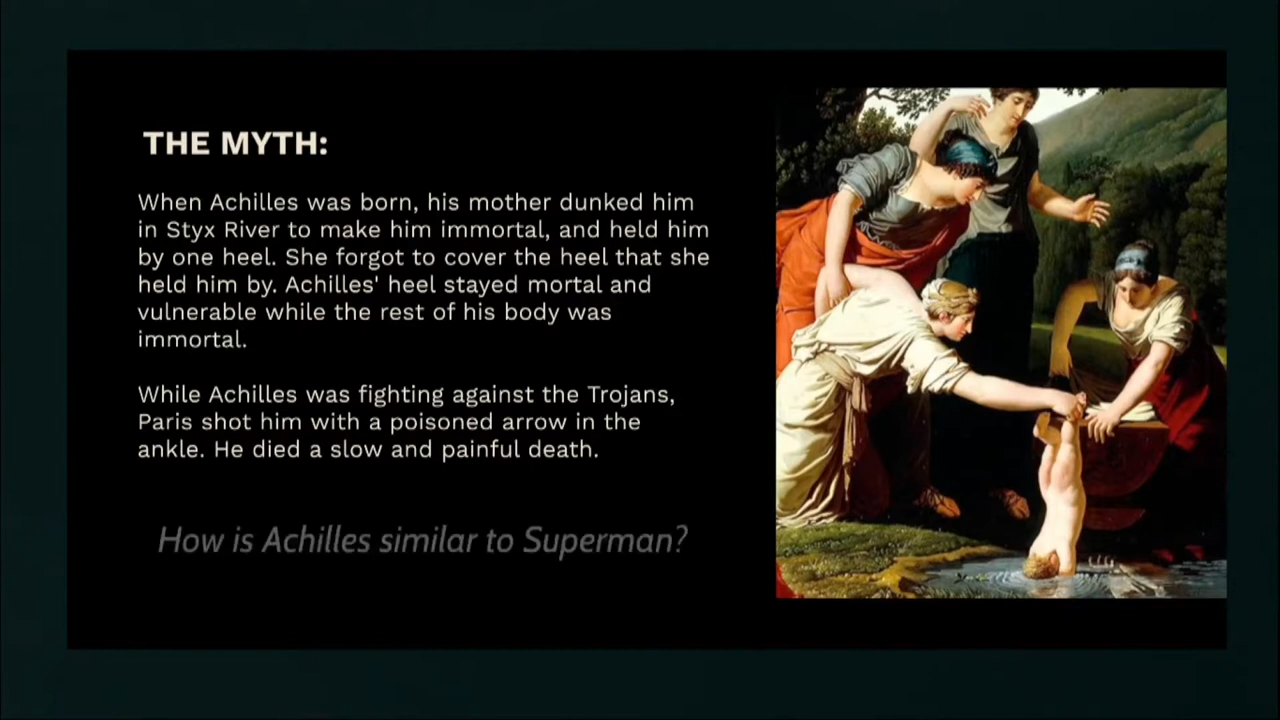 THE MYTH:
When Achilles was born, his mother dunked him
in Styx River to make him immortal, and held him
by one heel. She forgot to cover the heel that she
held him by. Achilles' heel stayed mortal and
vulnerable while the rest of his body was
immortal.
While Achilles was fighting against the Trojans,
Paris shot him with a poisoned arrow in the
ankle. He died a slow and painful death.
How is Achilles similar to Superman?